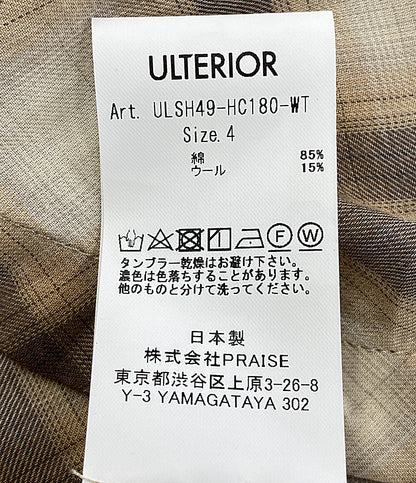 ULTERIOR
Art. ULSH49-HC180-WT
Size. 4
綿 85%
ウール 15%
F W
タンブラー乾燥はお避け下さい。
濃色は色落ちすることがあります。
他のものと分けて洗ってください。
日本製
株式会社PRAISE
東京都渋谷区上原3-26-8
Y-3 YAMAGATAYA 302